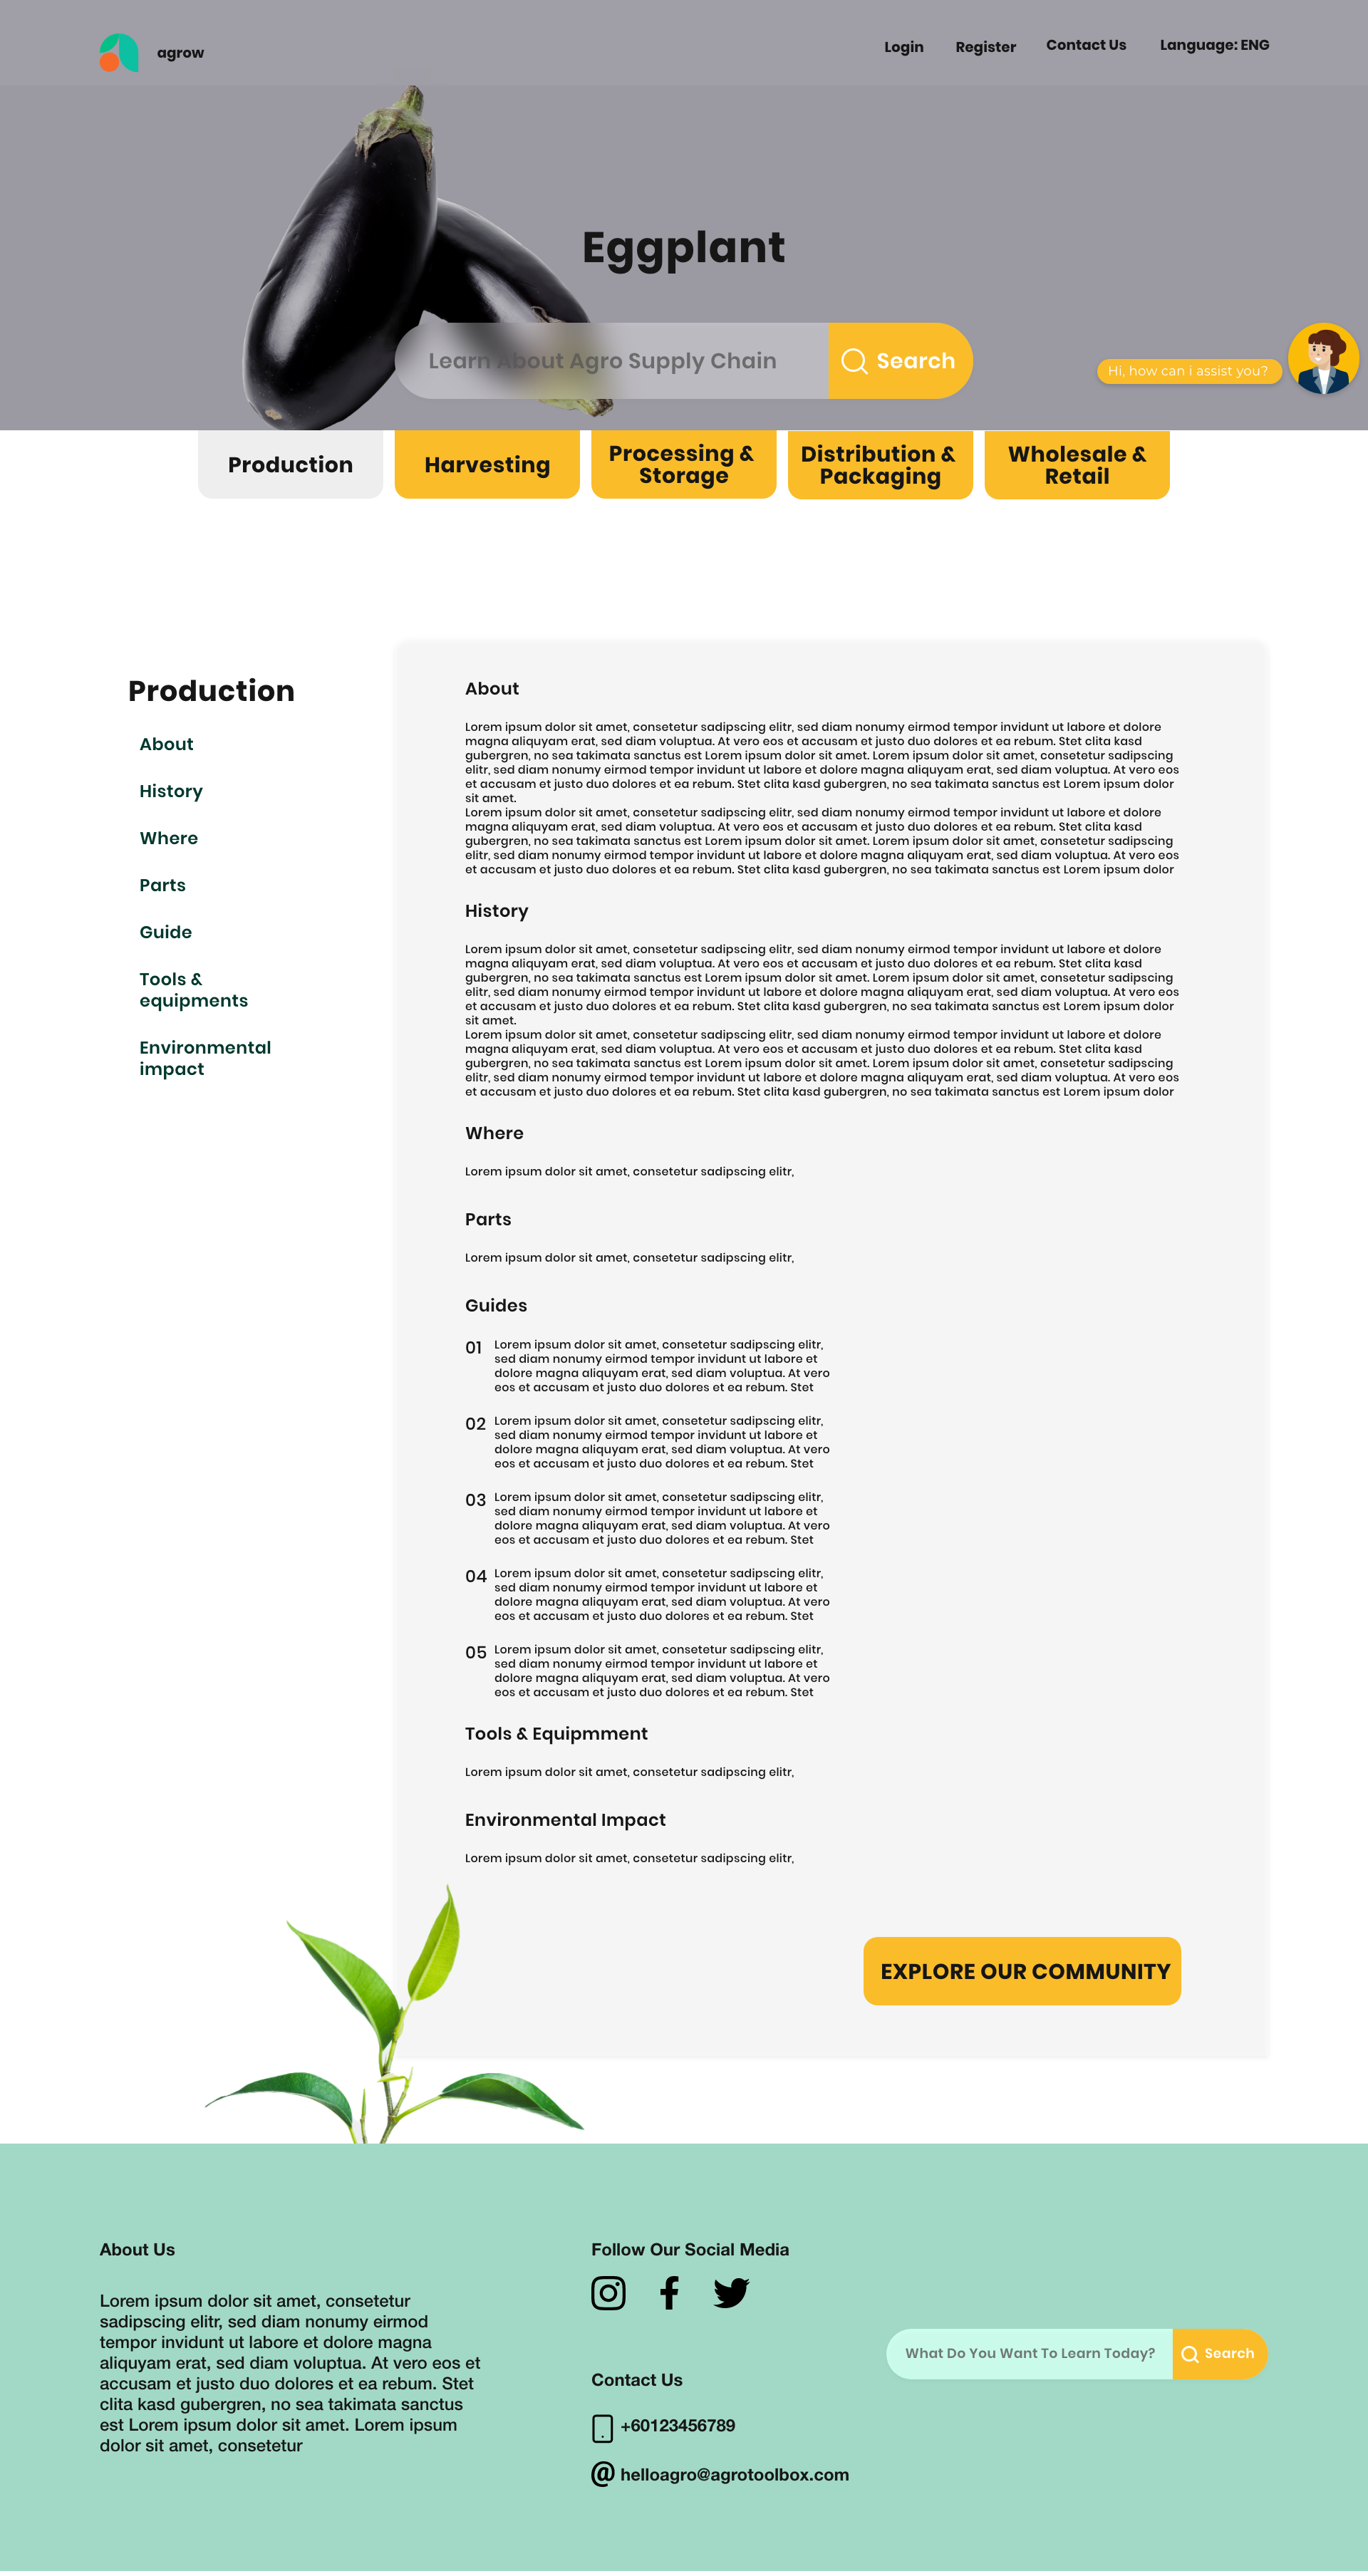 agrow
Login
Register
Contact Us
Language: ENG
Eggplant
Learn About Agro Supply Chain
Search
Hi, how can i assist you?
Production
Harvesting
Processing &
Storage
Distribution &
Packaging
Wholesale &
Retail
Production
About
History
Where
Parts
Guide
Tools &
equipments
Environmental
impact
About
Lorem ipsum dolor sit amet, consetetur sadipscing elitr, sed diam nonumy eirmod tempor invidunt ut labore et dolore
magna aliquyam erat, sed diam voluptua. At vero eos et accusam et justo duo dolores et ea rebum. Stet clita kasd
gubergren, no sea takimata sanctus est Lorem ipsum dolor sit amet. Lorem ipsum dolor sit amet, consetetur sadipscing
elitr, sed diam nonumy eirmod tempor invidunt ut labore et dolore magna aliquyam erat, sed diam voluptua. At vero eos
et accusam et justo duo dolores et ea rebum. Stet clita kasd gubergren, no sea takimata sanctus est Lorem ipsum dolor
sit amet.
Lorem ipsum dolor sit amet, consetetur sadipscing elitr, sed diam nonumy eirmod tempor invidunt ut labore et dolore
magna aliquyam erat, sed diam voluptua. At vero eos et accusam et justo duo dolores et ea rebum. Stet clita kasd
gubergren, no sea takimata sanctus est Lorem ipsum dolor sit amet. Lorem ipsum dolor sit amet, consetetur sadipscing
elitr, sed diam nonumy eirmod tempor invidunt ut labore et dolore magna aliquyam erat, sed diam voluptua. At vero eos
et accusam et justo duo dolores et ea rebum. Stet clita kasd gubergren, no sea takimata sanctus est Lorem ipsum dolor
History
Lorem ipsum dolor sit amet, consetetur sadipscing elitr, sed diam nonumy eirmod tempor invidunt ut labore et dolore
magna aliquyam erat, sed diam voluptua. At vero eos et accusam et justo duo dolores et ea rebum. Stet clita kasd
gubergren, no sea takimata sanctus est Lorem ipsum dolor sit amet. Lorem ipsum dolor sit amet, consetetur sadipscing
elitr, sed diam nonumy eirmod tempor invidunt ut labore et dolore magna aliquyam erat, sed diam voluptua. At vero eos
et accusam et justo duo dolores et ea rebum. Stet clita kasd gubergren, no sea takimata sanctus est Lorem ipsum dolor
sit amet.
Lorem ipsum dolor sit amet, consetetur sadipscing elitr, sed diam nonumy eirmod tempor invidunt ut labore et dolore
magna aliquyam erat, sed diam voluptua. At vero eos et accusam et justo duo dolores et ea rebum. Stet clita kasd
gubergren, no sea takimata sanctus est Lorem ipsum dolor sit amet. Lorem ipsum dolor sit amet, consetetur sadipscing
elitr, sed diam nonumy eirmod tempor invidunt ut labore et dolore magna aliquyam erat, sed diam voluptua. At vero eos
et accusam et justo duo dolores et ea rebum. Stet clita kasd gubergren, no sea takimata sanctus est Lorem ipsum dolor
Where
Lorem ipsum dolor sit amet, consetetur sadipscing elitr,
Parts
Lorem ipsum dolor sit amet, consetetur sadipscing elitr,
Guides
01 Lorem ipsum dolor sit amet, consetetur sadipscing elitr,
sed diam nonumy eirmod tempor invidunt ut labore et
dolore magna aliquyam erat, sed diam voluptua. At vero
eos et accusam et justo duo dolores et ea rebum. Stet
02 Lorem ipsum dolor sit amet, consetetur sadipscing elitr,
sed diam nonumy eirmod tempor invidunt ut labore et
dolore magna aliquyam erat, sed diam voluptua. At vero
eos et accusam et justo duo dolores et ea rebum. Stet
03 Lorem ipsum dolor sit amet, consetetur sadipscing elitr,
sed diam nonumy eirmod tempor invidunt ut labore et
dolore magna aliquyam erat, sed diam voluptua. At vero
eos et accusam et justo duo dolores et ea rebum. Stet
04 Lorem ipsum dolor sit amet, consetetur sadipscing elitr,
sed diam nonumy eirmod tempor invidunt ut labore et
dolore magna aliquyam erat, sed diam voluptua. At vero
eos et accusam et justo duo dolores et ea rebum. Stet
05 Lorem ipsum dolor sit amet, consetetur sadipscing elitr,
sed diam nonumy eirmod tempor invidunt ut labore et
dolore magna aliquyam erat, sed diam voluptua. At vero
eos et accusam et justo duo dolores et ea rebum. Stet
Tools & Equipmment
Lorem ipsum dolor sit amet, consetetur sadipscing elitr,
Environmental Impact
Lorem ipsum dolor sit amet, consetetur sadipscing elitr,
EXPLORE OUR COMMUNITY
About Us
Lorem ipsum dolor sit amet, consetetur
sadipscing elitr, sed diam nonumy eirmod
tempor invidunt ut labore et dolore magna
aliquyam erat, sed diam voluptua. At vero eos et
accusam et justo duo dolores et ea rebum. Stet
clita kasd gubergren, no sea takimata sanctus
est Lorem ipsum dolor sit amet. Lorem ipsum
dolor sit amet, consetetur
Follow Our Social Media
Contact Us
+60123456789
@ helloagro@agrotoolbox.com
What Do You Want To Learn Today?
Search